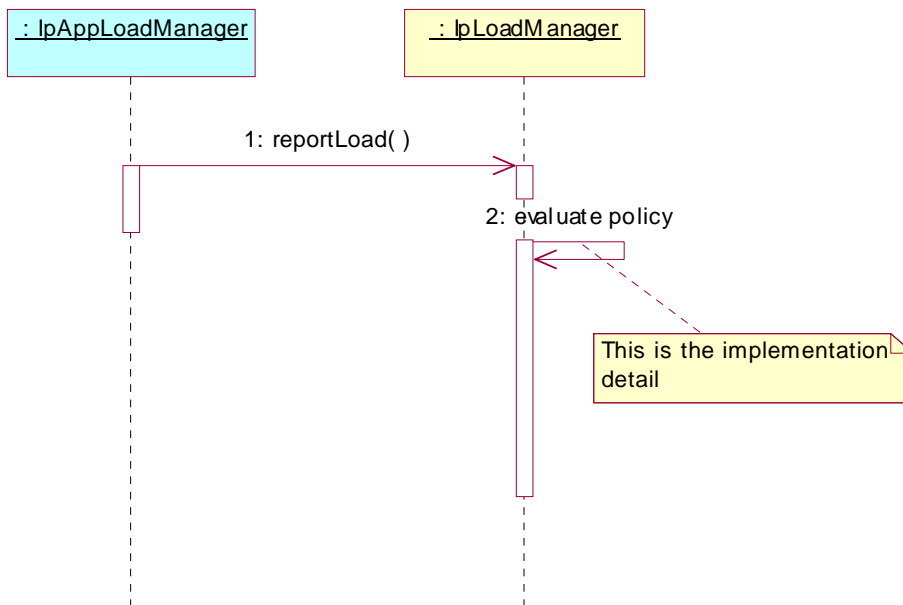 : IpAppLoadManager
: IpLoadManager
1: reportLoad( )
2: evaluate policy
This is the implementation
detail